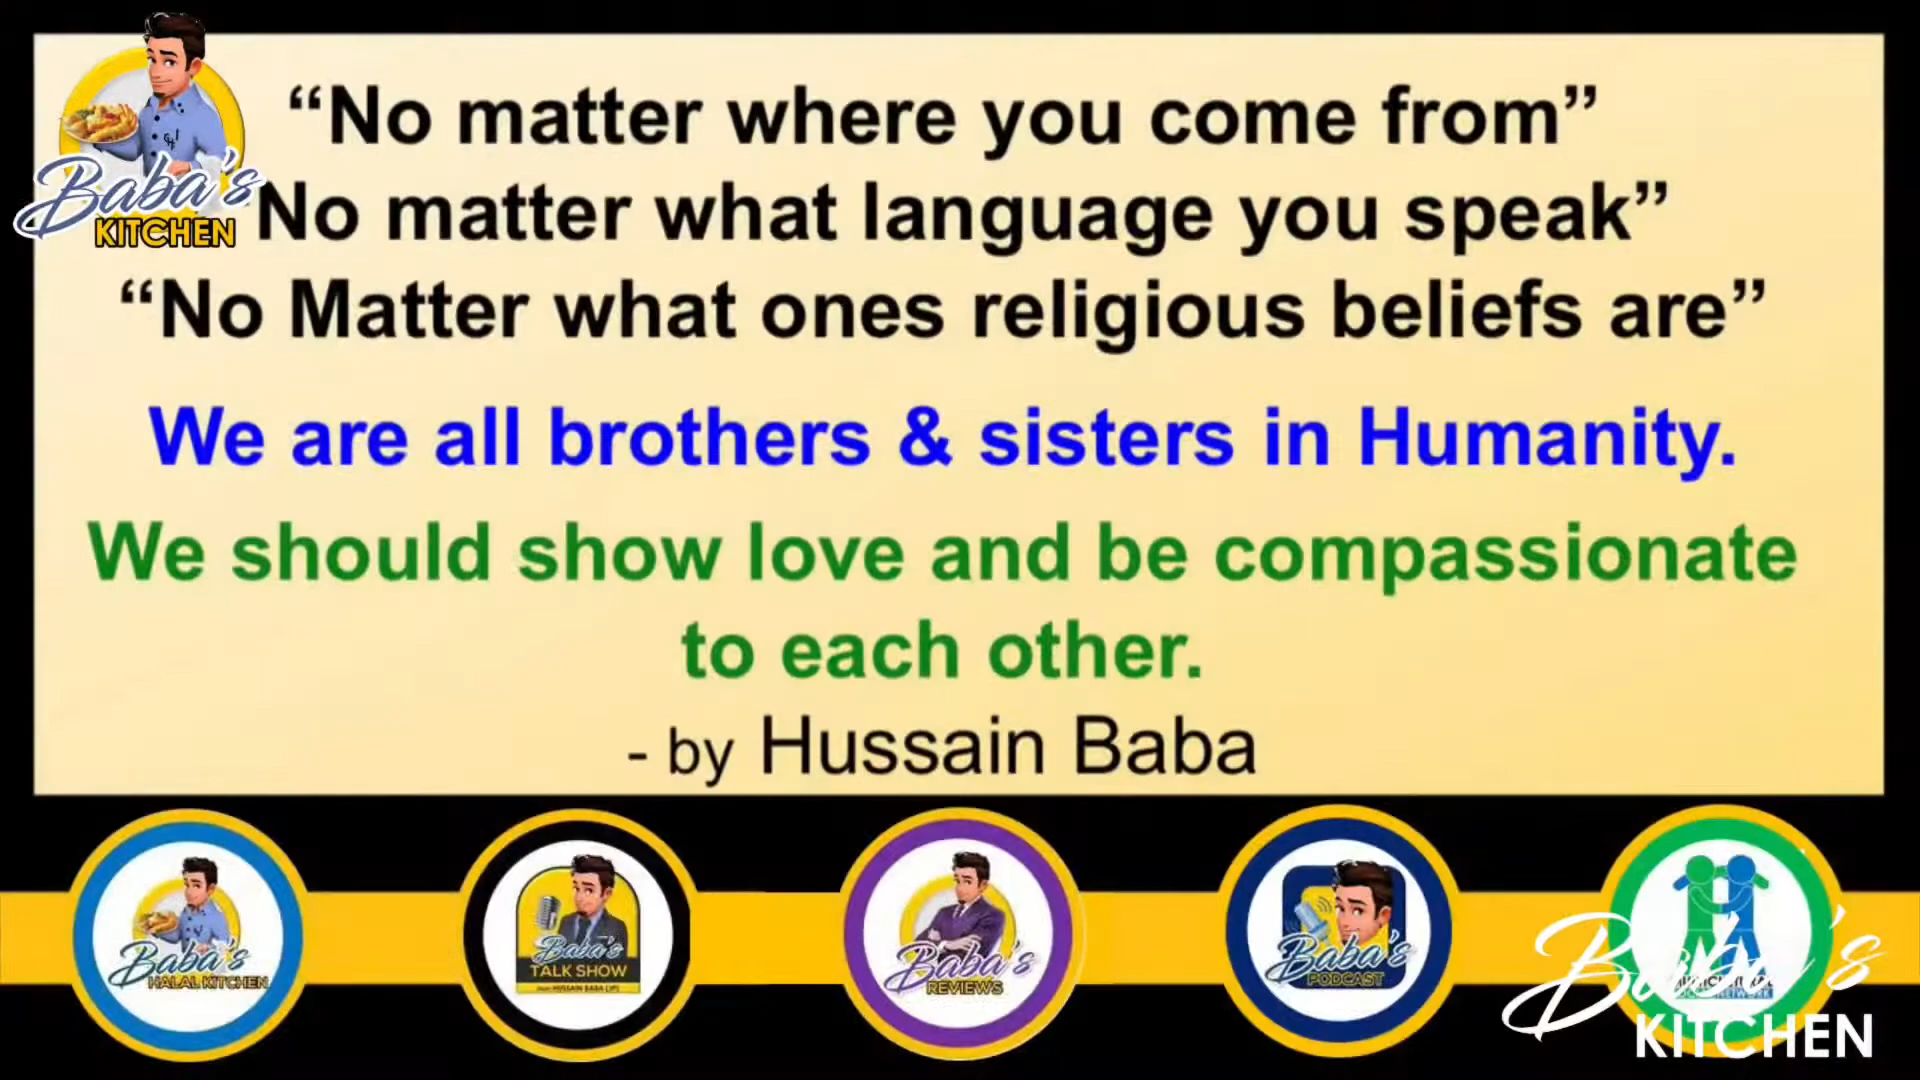 “No matter where you come from”
No matter what language you speak”
“No Matter what ones religious beliefs are”
We are all brothers & sisters in Humanity.
We should show love and be compassionate
to each other.
- by Hussain Baba
Baba's
KITCHEN
Baba's
HALAL KITCHEN
Baba's
TALK SHOW
Host: HUSSAIN BABA (JP)
Baba's
REVIEWS
Baba's
PODCAST
Baba's
KITCHEN